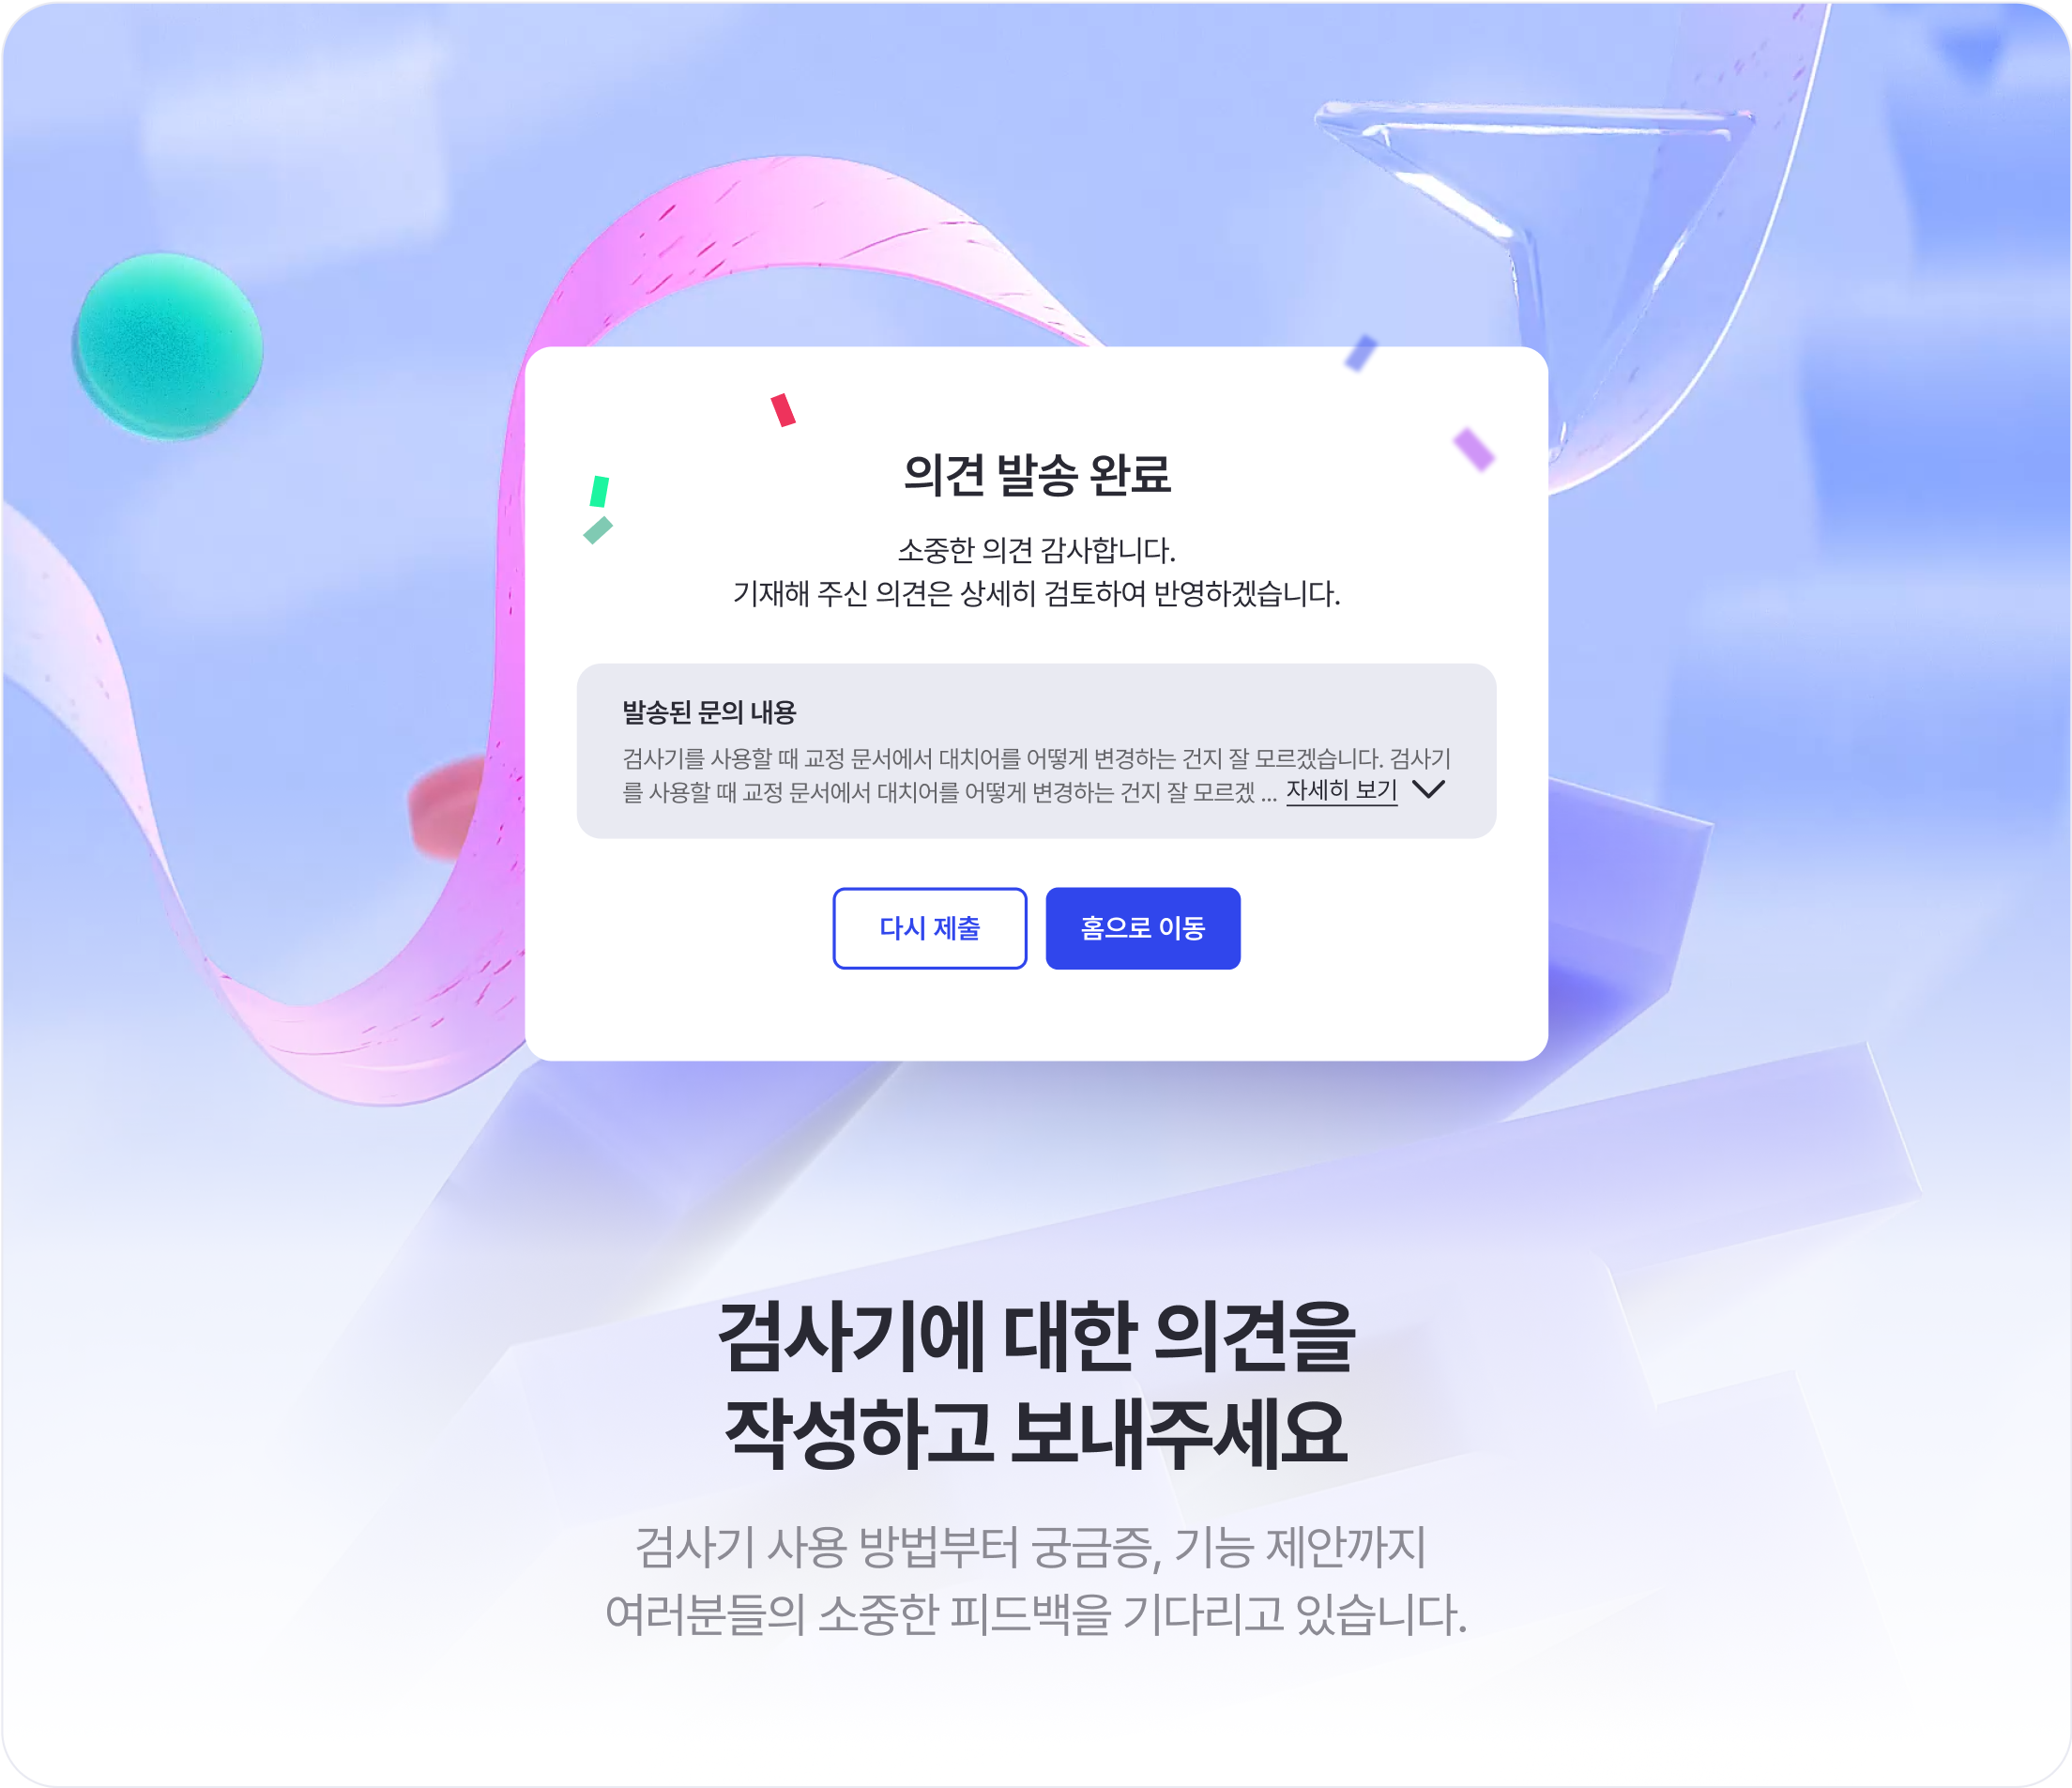 의견 발송 완료
소중한 의견 감사합니다.
기재해 주신 의견은 상세히 검토하여 반영하겠습니다.
발송된 문의 내용
검사기를 사용할 때 교정 문서에서 대치어를 어떻게 변경하는 건지 잘 모르겠습니다. 검사기
를 사용할 때 교정 문서에서 대치어를 어떻게 변경하는 건지 잘 모르겠 ... 자세히 보기
다시 제출 홈으로 이동
검사기에 대한 의견을
작성하고 보내주세요
검사기 사용 방법부터 궁금증, 기능 제안까지
여러분들의 소중한 피드백을 기다리고 있습니다.